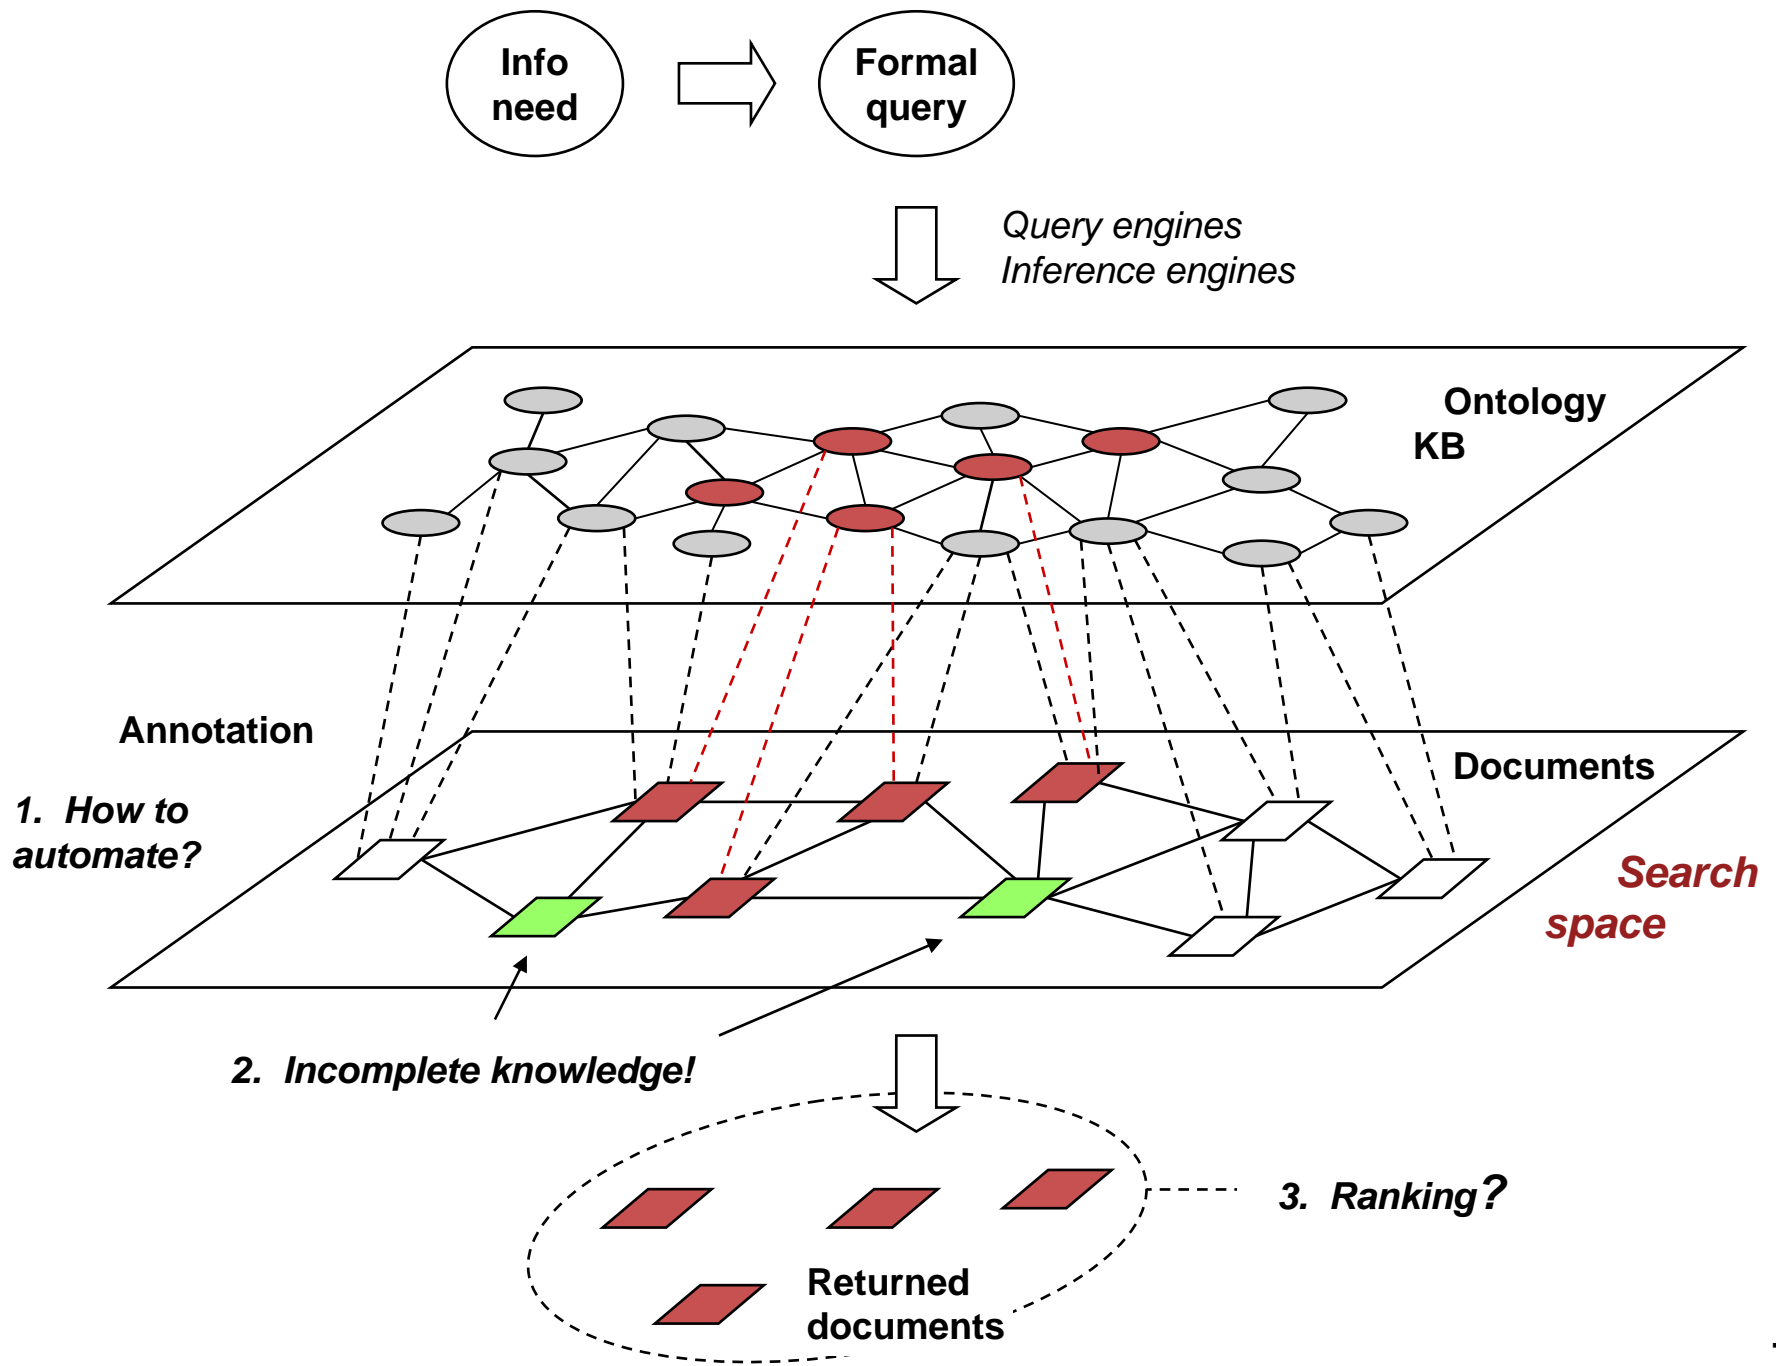 Info
need
Formal
query
Query engines
Inference engines
Ontology
KB
Annotation
Documents
1. How to
automate?
Search
space
2. Incomplete knowledge!
3. Ranking?
Returned
documents